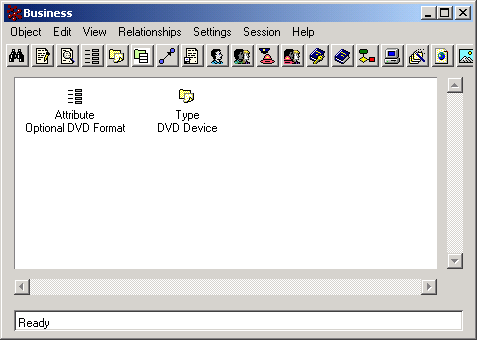 Business
Object Edit View Relationships Settings Session Help
Attribute
Optional DVD Format
Type
DVD Device
Ready